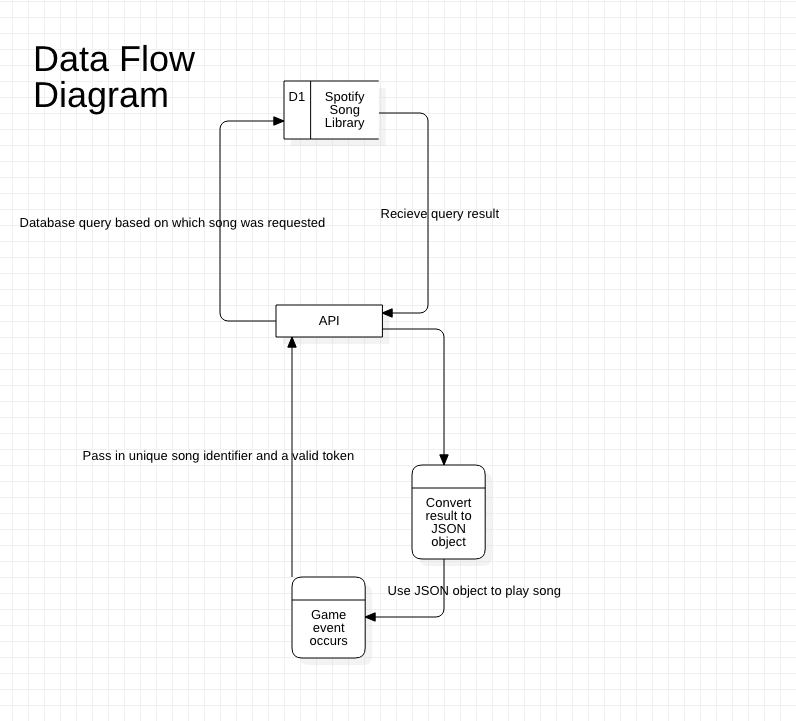 Data Flow
Diagram
D1
Spotify
Song
Library
Database query based on which song was requested
Recieve query result
API
Pass in unique song identifier and a valid token
Convert
result to
JSON
object
Use JSON object to play song
Game
event
occurs